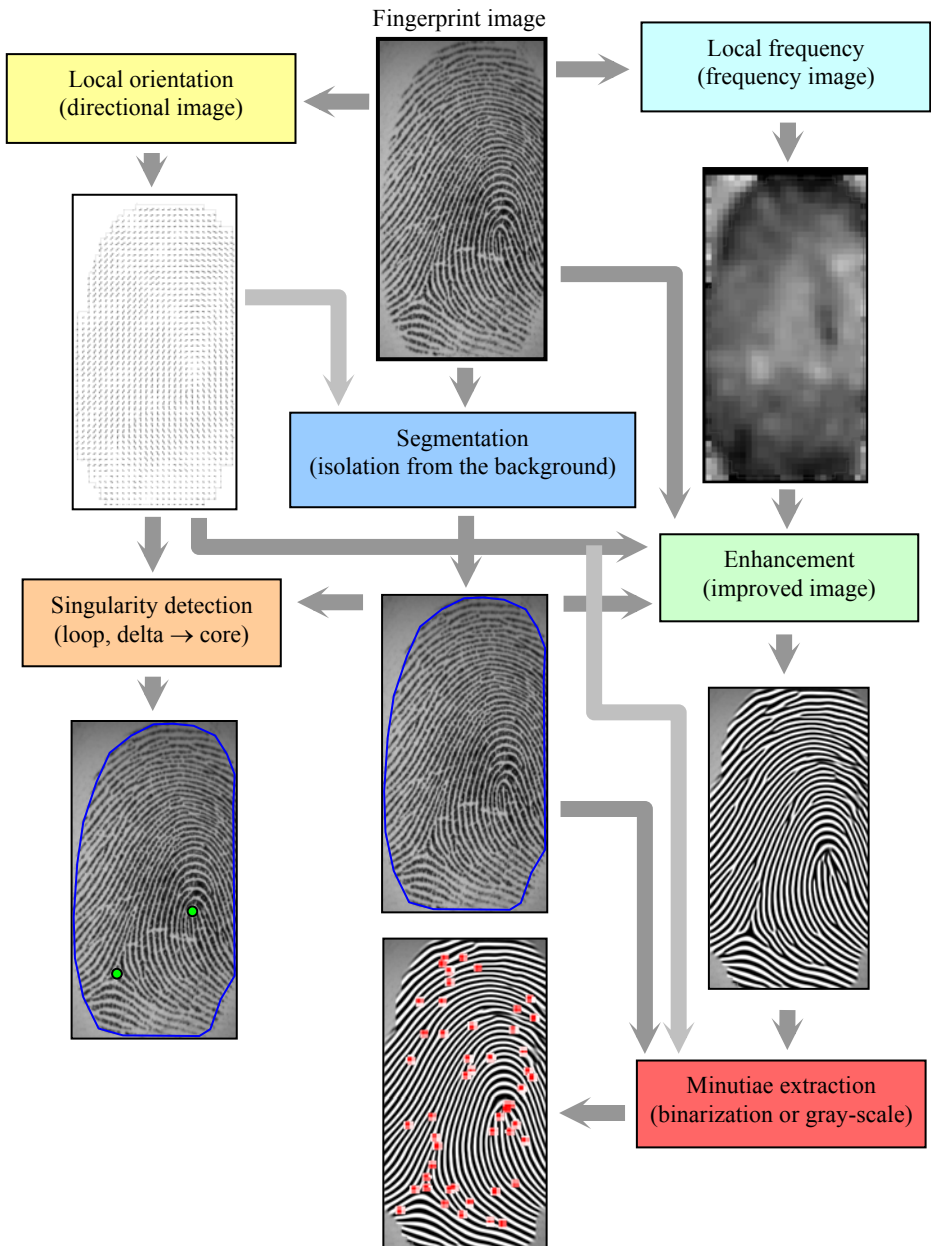 Fingerprint image
Local orientation
(directional image)
Local frequency
(frequency image)
Segmentation
(isolation from the background)
Singularity detection
(loop, delta → core)
Enhancement
(improved image)
Minutiae extraction
(binarization or gray-scale)